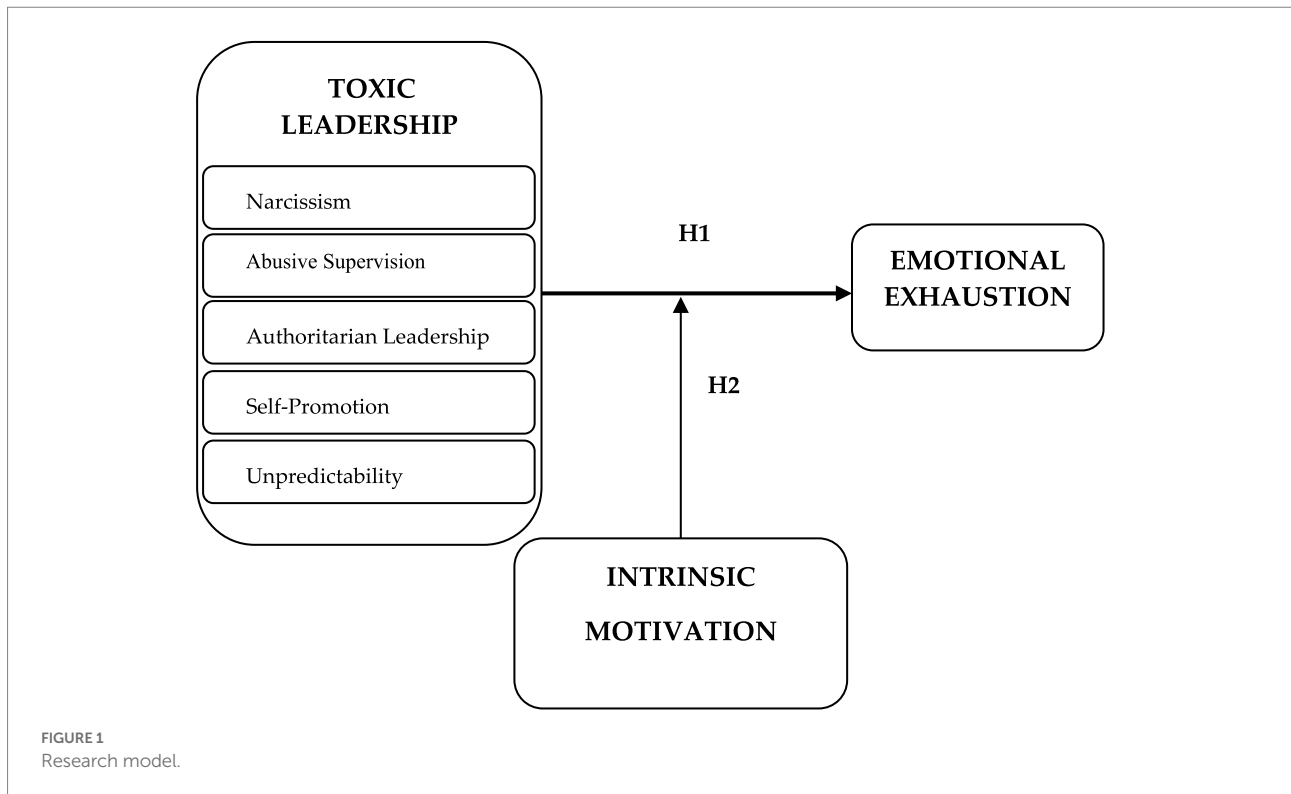 TOXIC
LEADERSHIP
Narcissism
Abusive Supervision
Authoritarian Leadership
Self-Promotion
Unpredictability
H1
EMOTIONAL
EXHAUSTION
H2
INTRINSIC
MOTIVATION
FIGURE 1
Research model.